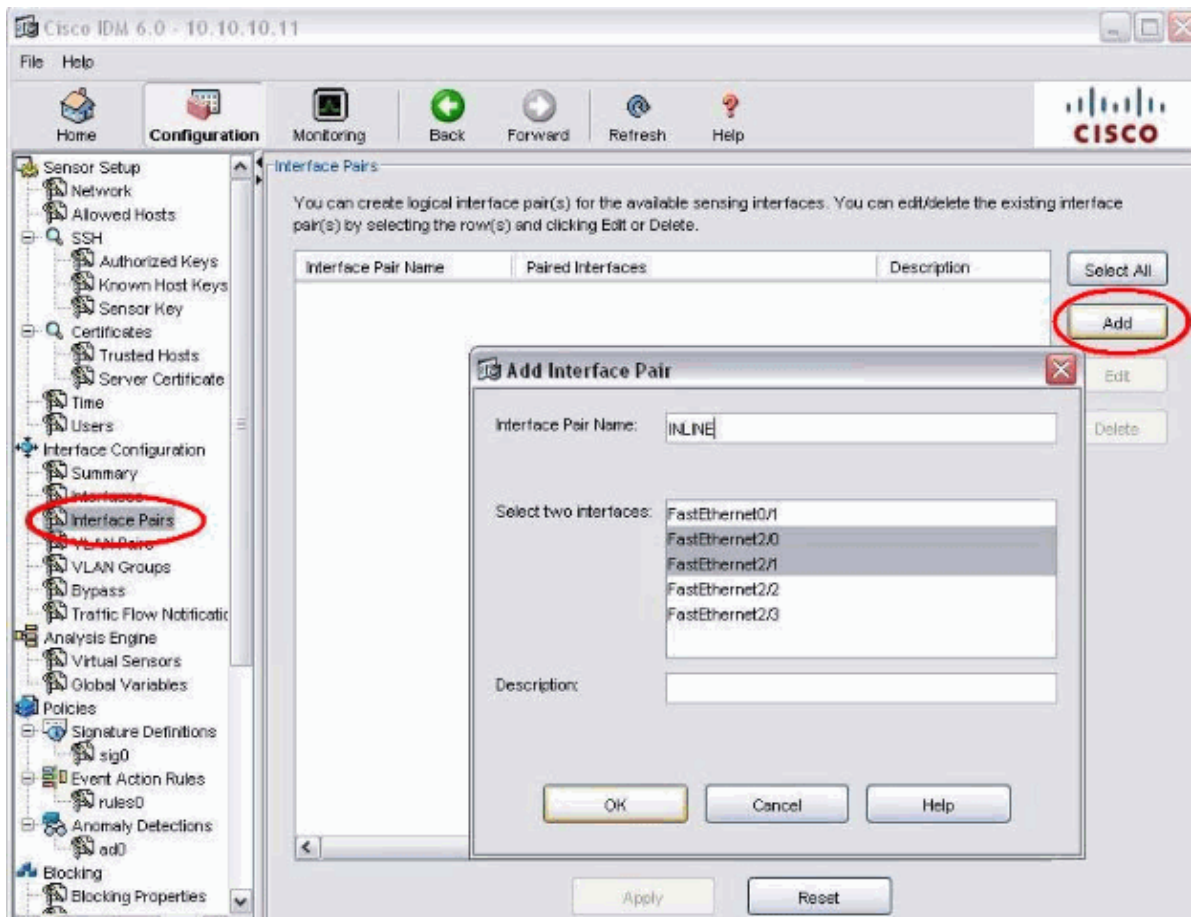 Cisco IDM 6.0 - 10.10.10.11
File Help
Home Configuration Monitoring Back Forward Refresh Help
CISCO
Sensor Setup
Network
Allowed Hosts
SSH
Authorized Keys
Known Host Keys
Sensor Key
Certificates
Trusted Hosts
Server Certificate
Time
Users
Interface Configuration
Summary
Interfaces
Interface Pairs
VLAN Pairs
VLAN Groups
Bypass
Traffic Flow Notificatio
Analysis Engine
Virtual Sensors
Global Variables
Policies
Signature Definitions
sig0
Event Action Rules
rules0
Anomaly Detections
ad0
Blocking
Blocking Properties
Interface Pairs
You can create logical interface pair(s) for the available sensing interfaces. You can edit/delete the existing interface
pair(s) by selecting the row(s) and clicking Edit or Delete.
Interface Pair Name Paired Interfaces Description
Select All
Add
Edit
Delete
Add Interface Pair
Interface Pair Name: INLINE
Select two interfaces: FastEthernet0/1
FastEthernet2/0
FastEthernet2/1
FastEthernet2/2
FastEthernet2/3
Description:
OK Cancel Help
Apply Reset